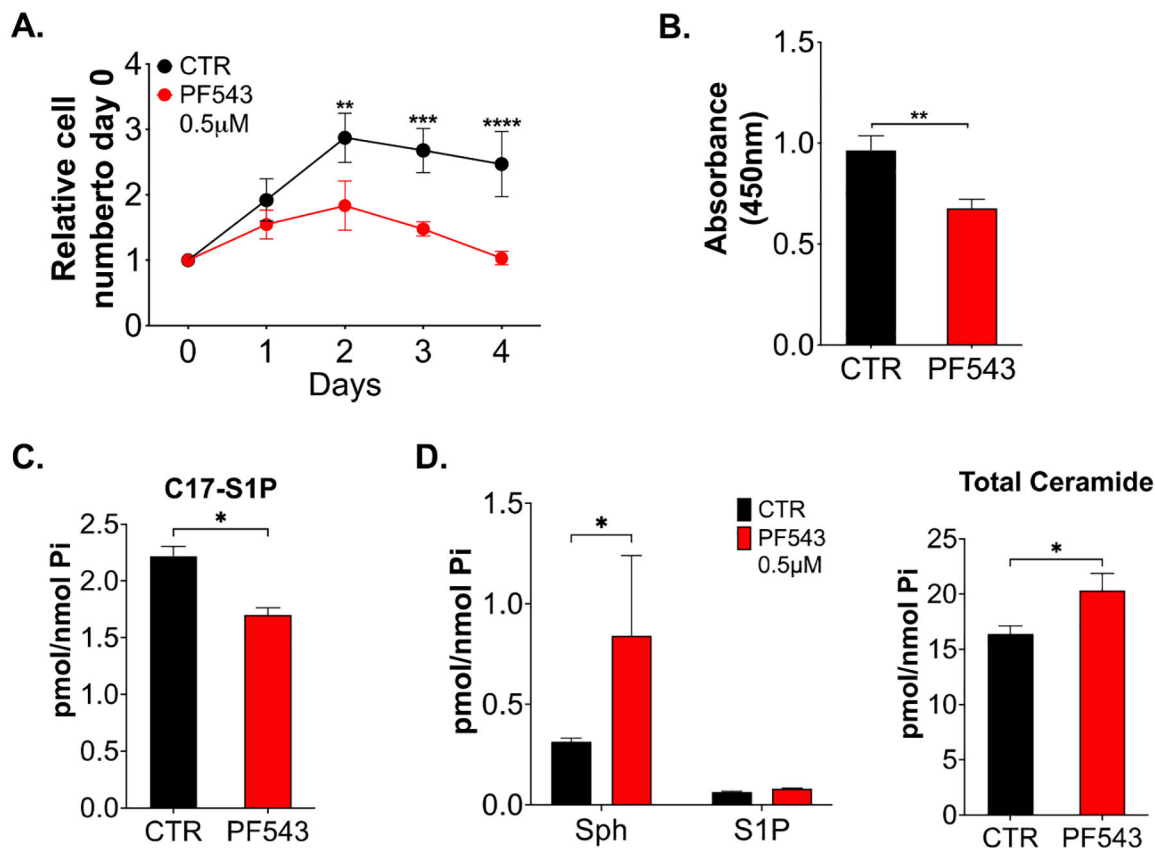 A.
Relative cell
numberto day 0
4
3
2
1
0
CTR
PF543
0.5μM
**
***
****
0
1
2
3
4
Days
B.
Absorbance
(450nm)
1.5
1.0
0.5
0.0
**
CTR
PF543
C.
C17-S1P
pmol/nmol Pi
2.5
2.0
1.5
1.0
0.5
0.0
*
CTR
PF543
D.
pmol/nmol Pi
1.5
1.0
0.5
0.0
*
CTR
PF543
0.5μM
Sph
S1P
Total Ceramide
pmol/nmol Pi
25
20
15
10
5
0
*
CTR
PF543